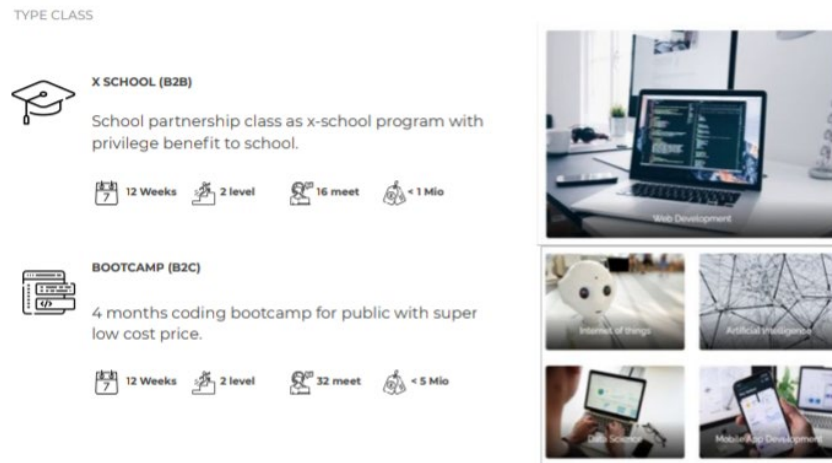 TYPE CLASS
X SCHOOL (B2B)
School partnership class as x-school program with
privilege benefit to school.
7
12 Weeks
2 level
16 meet
< 1 Mio
BOOTCAMP (B2C)
4 months coding bootcamp for public with super
low cost price.
7
12 Weeks
2 level
32 meet
< 5 Mio
Web Development
Internet of things
Artificial Intelligence
Data Science
Mobile App Development